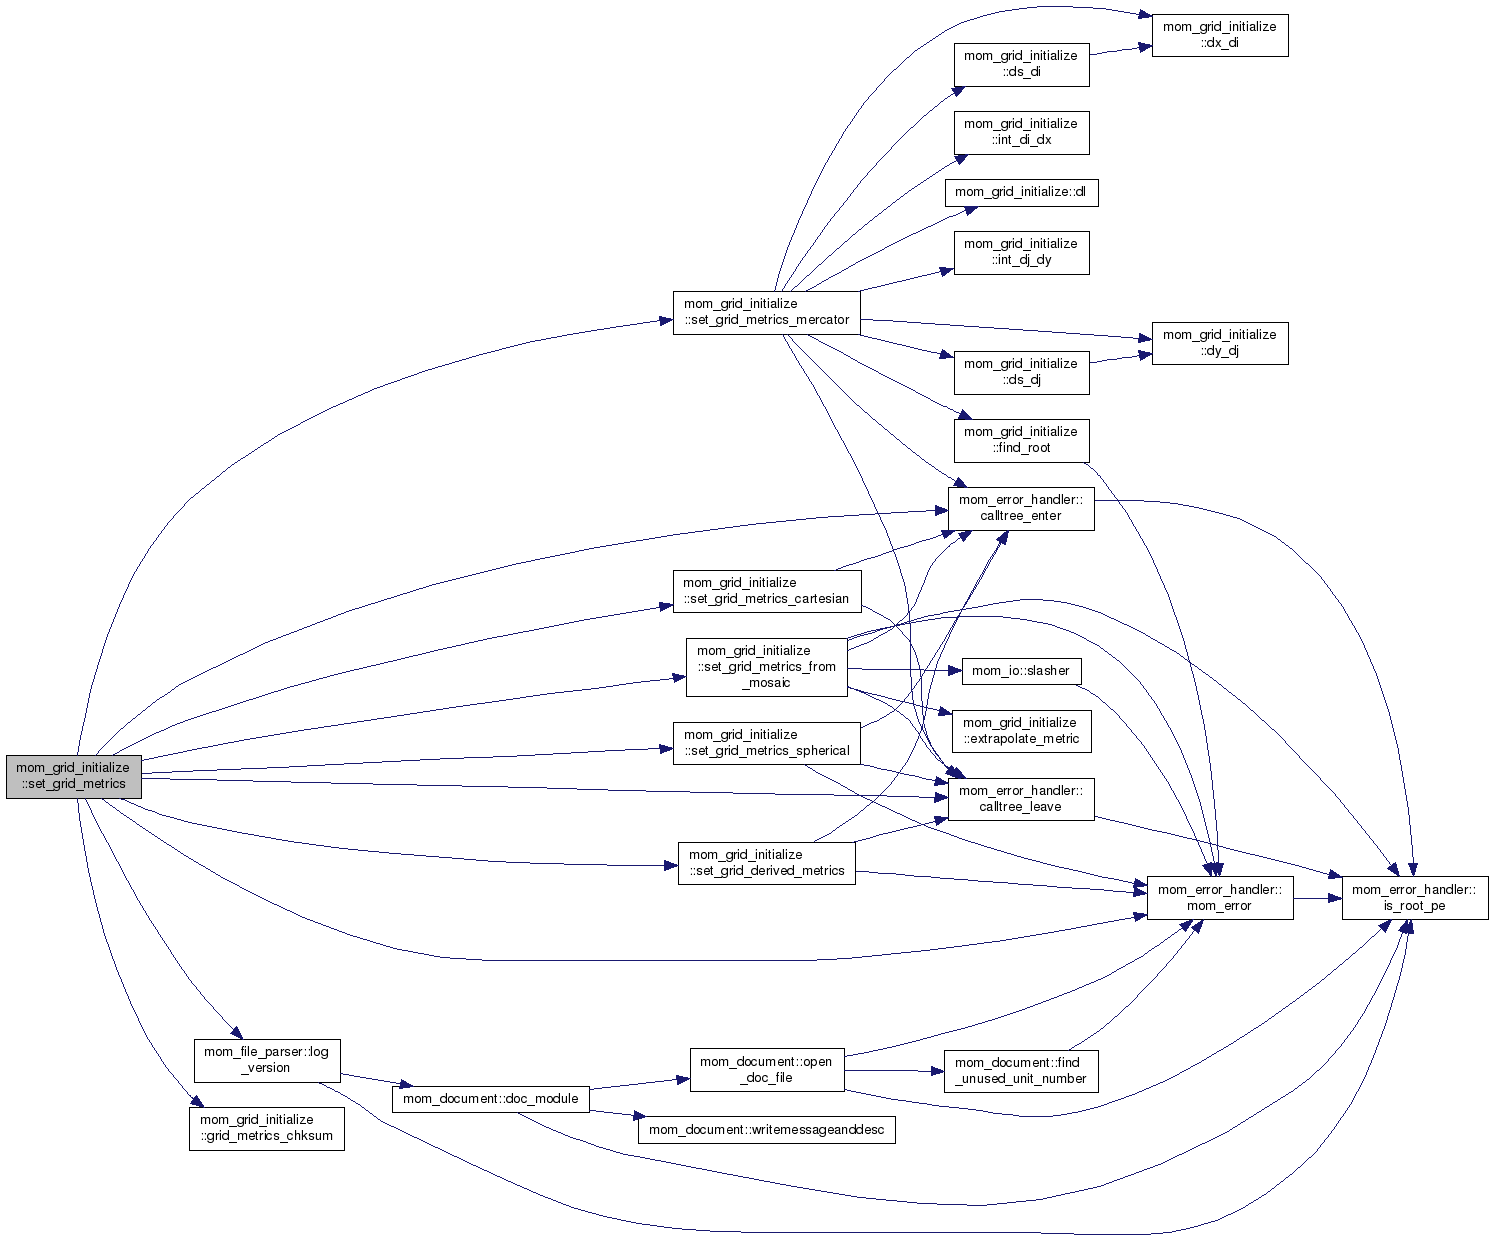 mom_grid_initialize
::dx_di
mom_grid_initialize
::ds_di
mom_grid_initialize
::int_di_dx
mom_grid_initialize::dl
mom_grid_initialize
::int_dj_dy
mom_grid_initialize
::set_grid_metrics_mercator
mom_grid_initialize
::dy_dj
mom_grid_initialize
::ds_dj
mom_grid_initialize
::find_root
mom_error_handler::
calltree_enter
mom_grid_initialize
::set_grid_metrics_cartesian
mom_grid_initialize
::set_grid_metrics_from
_mosaic
mom_io::slasher
mom_grid_initialize
::extrapolate_metric
mom_grid_initialize
::set_grid_metrics_spherical
mom_grid_initialize
::set_grid_metrics
mom_error_handler::
calltree_leave
mom_grid_initialize
::set_grid_derived_metrics
mom_error_handler::
mom_error
mom_error_handler::
is_root_pe
mom_file_parser::log
_version
mom_document::open
_doc_file
mom_document::find
_unused_unit_number
mom_document::doc_module
mom_grid_initialize
::grid_metrics_chksum
mom_document::writemessageanddesc